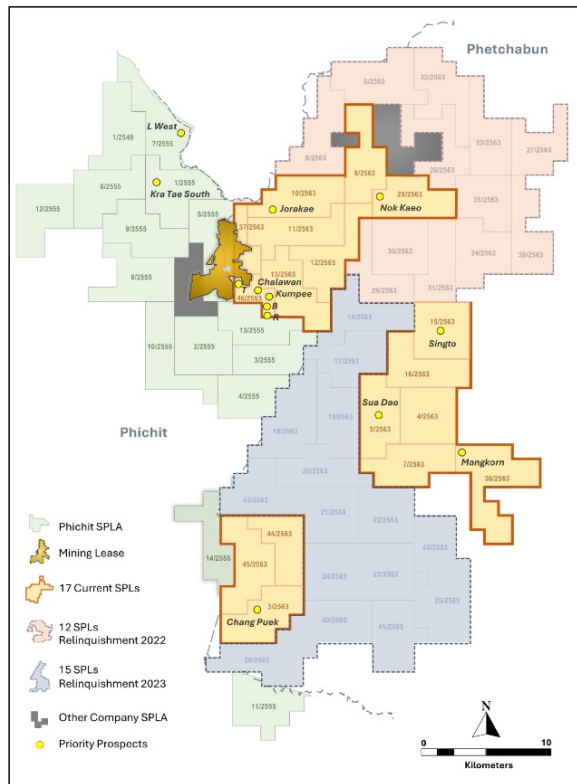 Phetchabun
8/2563
32/2563
6/2563
33/2563
27/2563
26/2563
9/2563
L West
7/2555
1/2549
Kra Tae South
1/2555
8/2555
12/2555
5/2555
9/2555
6/2555
10/2563
28/2563
Nok Kaeo
Jorakae
37/2563
11/2563
35/2563
30/2563
34/2563
38/2563
12/2563
13/2563
Chalawan
T
46/2563
Kumpee
B
R
29/2563
31/2563
14/2563
15/2563
Singto
10/2555
2/2555
13/2555
3/2555
4/2555
17/2563
16/2563
Phichit
18/2563
19/2563
Sua Dao
5/2563
4/2563
20/2563
7/2563
Mangkorn
36/2563
43/2563
21/2563
22/2563
44/2563
14/2555
45/2563
42/2563
24/2563
23/2563
3/2563
25/2563
Chang Puek
40/2563
41/2563
39/2563
11/2555
Phichit SPLA
Mining Lease
17 Current SPLs
12 SPLs
Relinquishment 2022
15 SPLs
Relinquishment 2023
Other Company SPLA
Priority Prospects
N
0
10
Kilometers